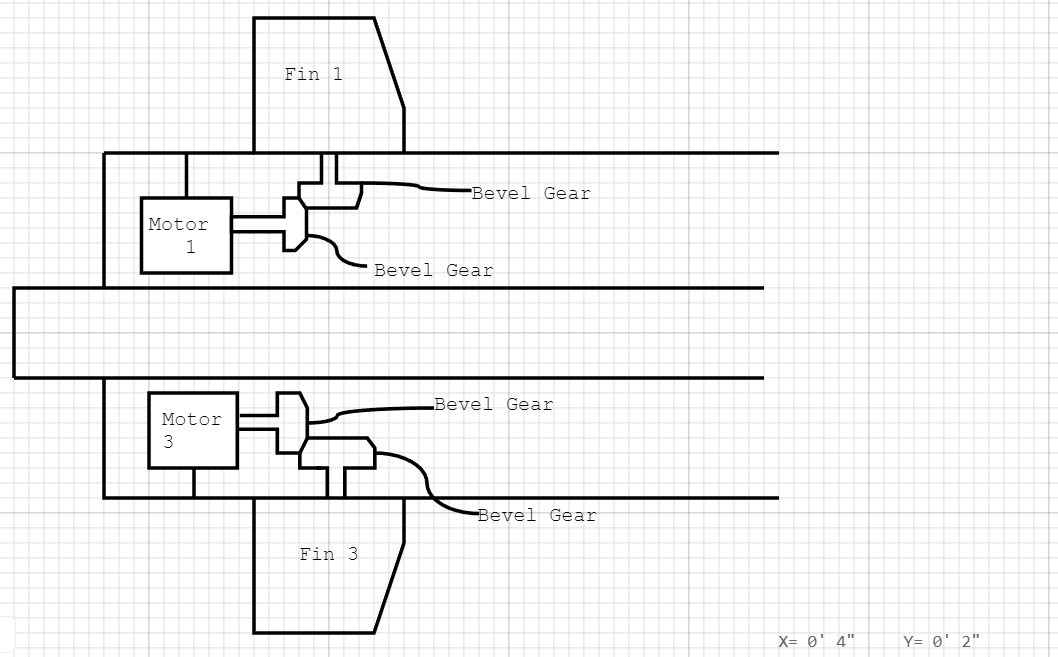 Fin 1
Bevel Gear
Motor
1
Bevel Gear
Bevel Gear
Motor
3
Bevel Gear
Fin 3
X= 0' 4" Y= 0' 2"